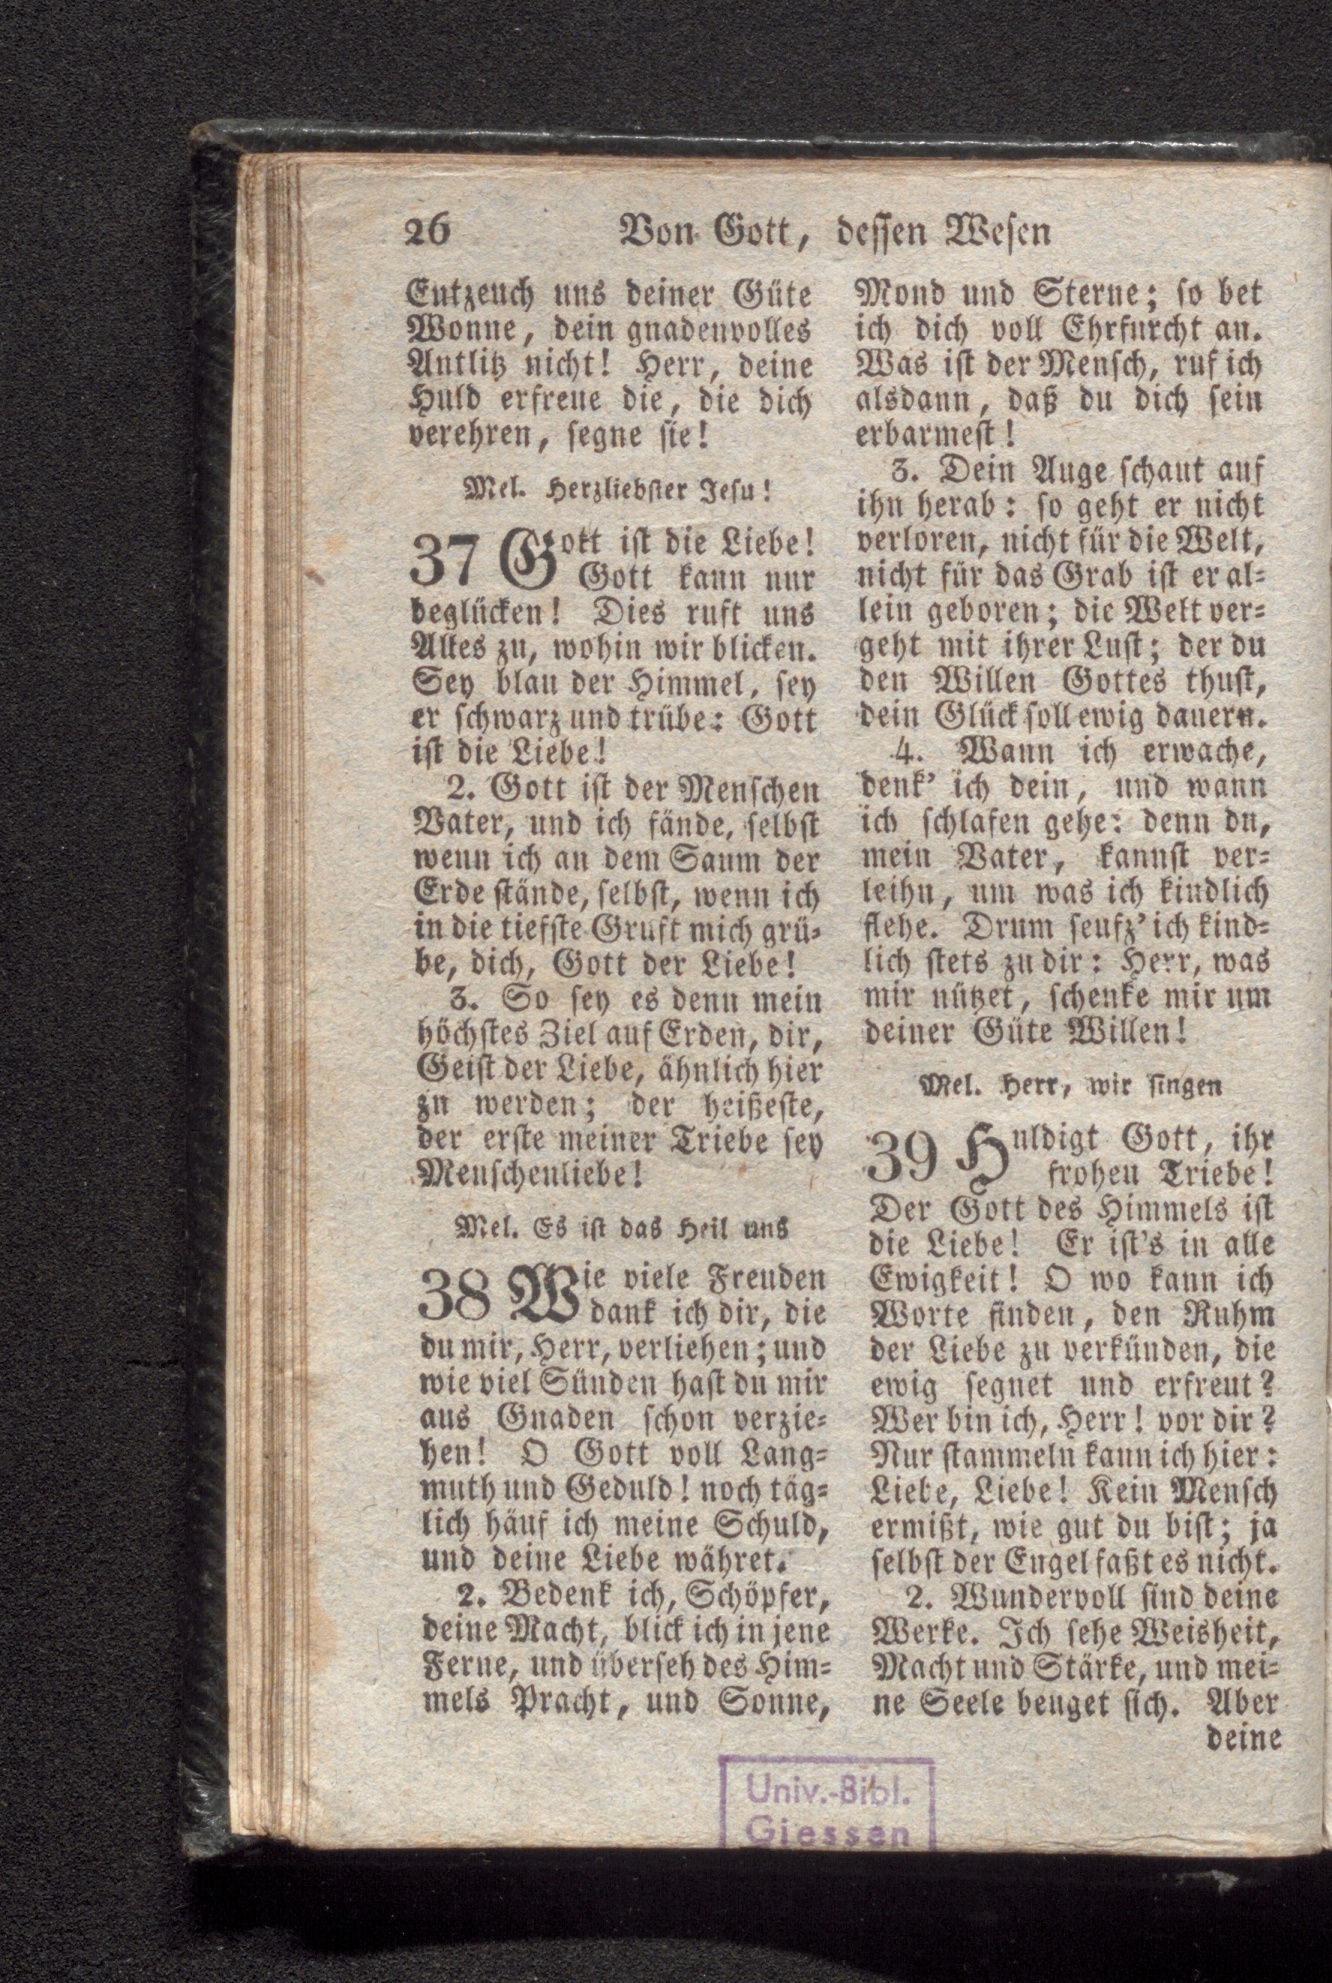 26 Von Gott, dessen Wesen
Entzeuch uns deiner Güte
Wonne, dein gnadenvolles
Antlitz nicht! Herr, deine
Huld erfreue die, die dich
verehren, segne sie!
Mel. Herzliebster Jesu!
37 Gott ist die Liebe!
Gott kann nur
beglücken! Dies ruft uns
Alles zu, wohin wir blicken.
Sey blau der Himmel, sey
er schwarz und trübe: Gott
ist die Liebe!
2. Gott ist der Menschen
Vater, und ich fände, selbst
wenn ich an dem Saum der
Erde stände, selbst, wenn ich
in die tiefste Gruft mich grü-
be, dich, Gott der Liebe!
3. So sey es denn mein
höchstes Ziel auf Erden, dir,
Geist der Liebe, ähnlich hier
zu werden; der heißeste,
der erste meiner Triebe sey
Menschenliebe!
Mel. Es ist das Heil uns
38 Wie viele Freuden
dank ich dir, die
du mir, Herr, verliehen; und
wie viel Sünden hast du mir
aus Gnaden schon verzie-
hen! O Gott voll Lang-
muth und Geduld! noch täg-
lich häuf ich meine Schuld,
und deine Liebe währet.
2. Bedenk ich, Schöpfer,
deine Macht, blick ich in jene
Ferne, und überseh des Him-
mels Pracht, und Sonne,
Mond und Sterne; so bet
ich dich voll Ehrfurcht an.
Was ist der Mensch, ruf ich
alsdann, daß du dich sein
erbarmest!
3. Dein Auge schaut auf
ihn herab: so geht er nicht
verloren, nicht für die Welt,
nicht für das Grab ist er al-
lein geboren; die Welt ver-
geht mit ihrer Lust; der du
den Willen Gottes thust,
dein Glück soll ewig dauern.
4. Wann ich erwache,
denk' ich dein, und wann
ich schlafen gehe: denn du,
mein Vater, kannst ver-
leihn, um was ich kindlich
flehe. Drum seufz' ich kind-
lich stets zu dir: Herr, was
mir nützet, schenke mir um
deiner Güte Willen!
Mel. Herr, wir singen
39 Huldigt Gott, ihr
frohen Triebe!
Der Gott des Himmels ist
die Liebe! Er ist's in alle
Ewigkeit! O wo kann ich
Worte finden, den Ruhm
der Liebe zu verkünden, die
ewig segnet und erfreut?
Wer bin ich, Herr! vor dir?
Nur stammeln kann ich hier:
Liebe, Liebe! Kein Mensch
ermißt, wie gut du bist; ja
selbst der Engel faßt es nicht.
2. Wundervoll sind deine
Werke. Ich sehe Weisheit,
Macht und Stärke, und mei-
ne Seele beuget sich. Aber
deine
Univ.-Bibl.
Giessen